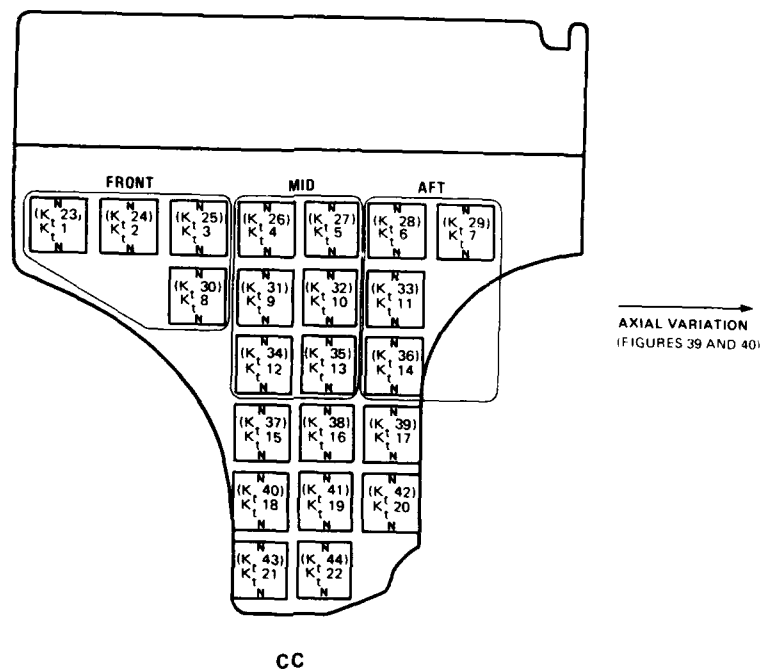 FRONT MID AFT
N N N N N N N
(Kt 23) (Kt 24) (Kt 25) (Kt 26) (Kt 27) (Kt 28) (Kt 29)
Kt 1 Kt 2 Kt 3 Kt 4 Kt 5 Kt 6 Kt 7
N N N N N N N
N N N N
(Kt 30) (Kt 31) (Kt 32) (Kt 33)
Kt 8 Kt 9 Kt 10 Kt 11
N N N N
AXIAL VARIATION
(FIGURES 39 AND 40)
N N N
(Kt 34) (Kt 35) (Kt 36)
Kt 12 Kt 13 Kt 14
N N N
N N N
(Kt 37) (Kt 38) (Kt 39)
Kt 15 Kt 16 Kt 17
N N N
N N N
(Kt 40) (Kt 41) (Kt 42)
Kt 18 Kt 19 Kt 20
N N N
N N
(Kt 43) (Kt 44)
Kt 21 Kt 22
N N
CC